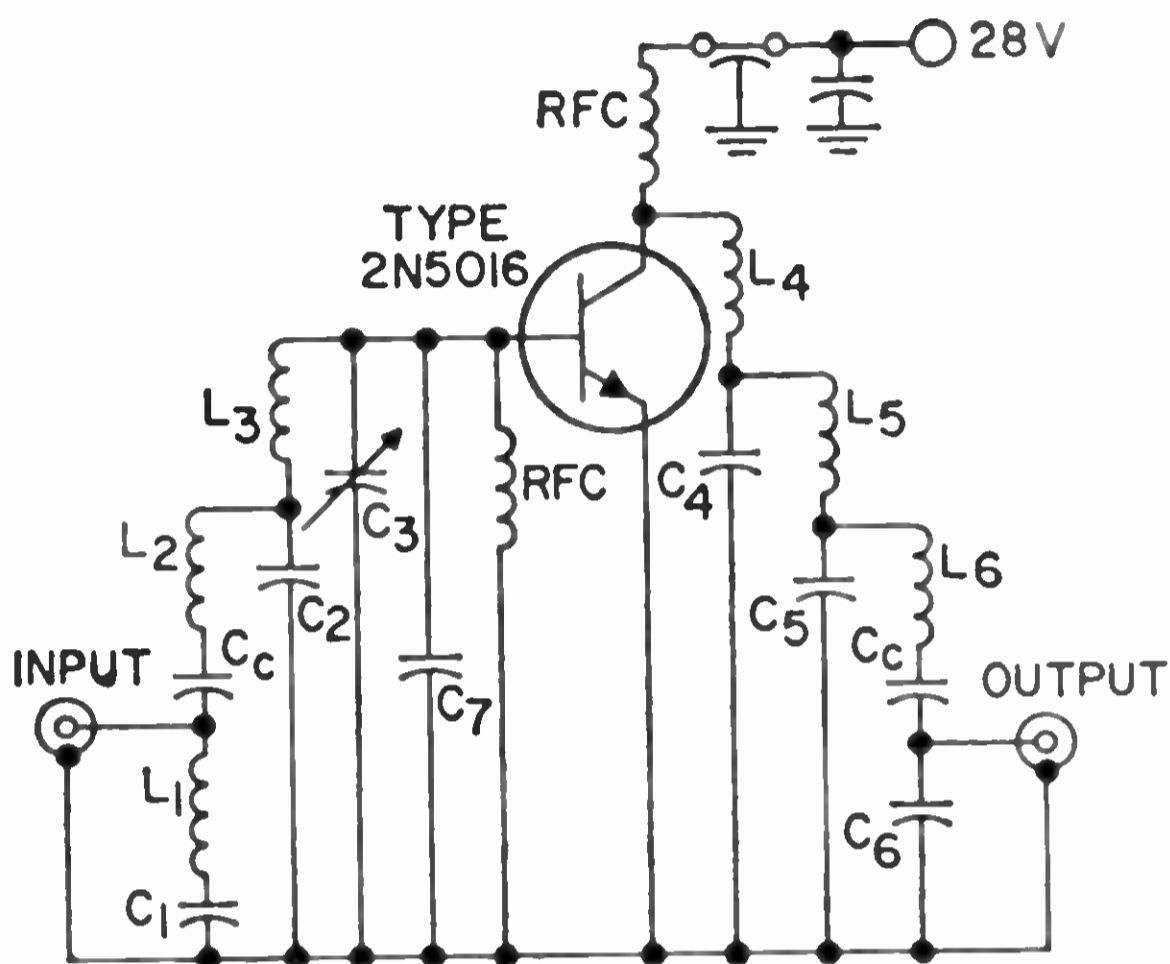 28V
RFC
TYPE
2N5016
L4
L3
L5
C4
RFC
C3
L2
L6
C2
C5
Cc
Cc
INPUT
OUTPUT
C7
L1
C6
C1